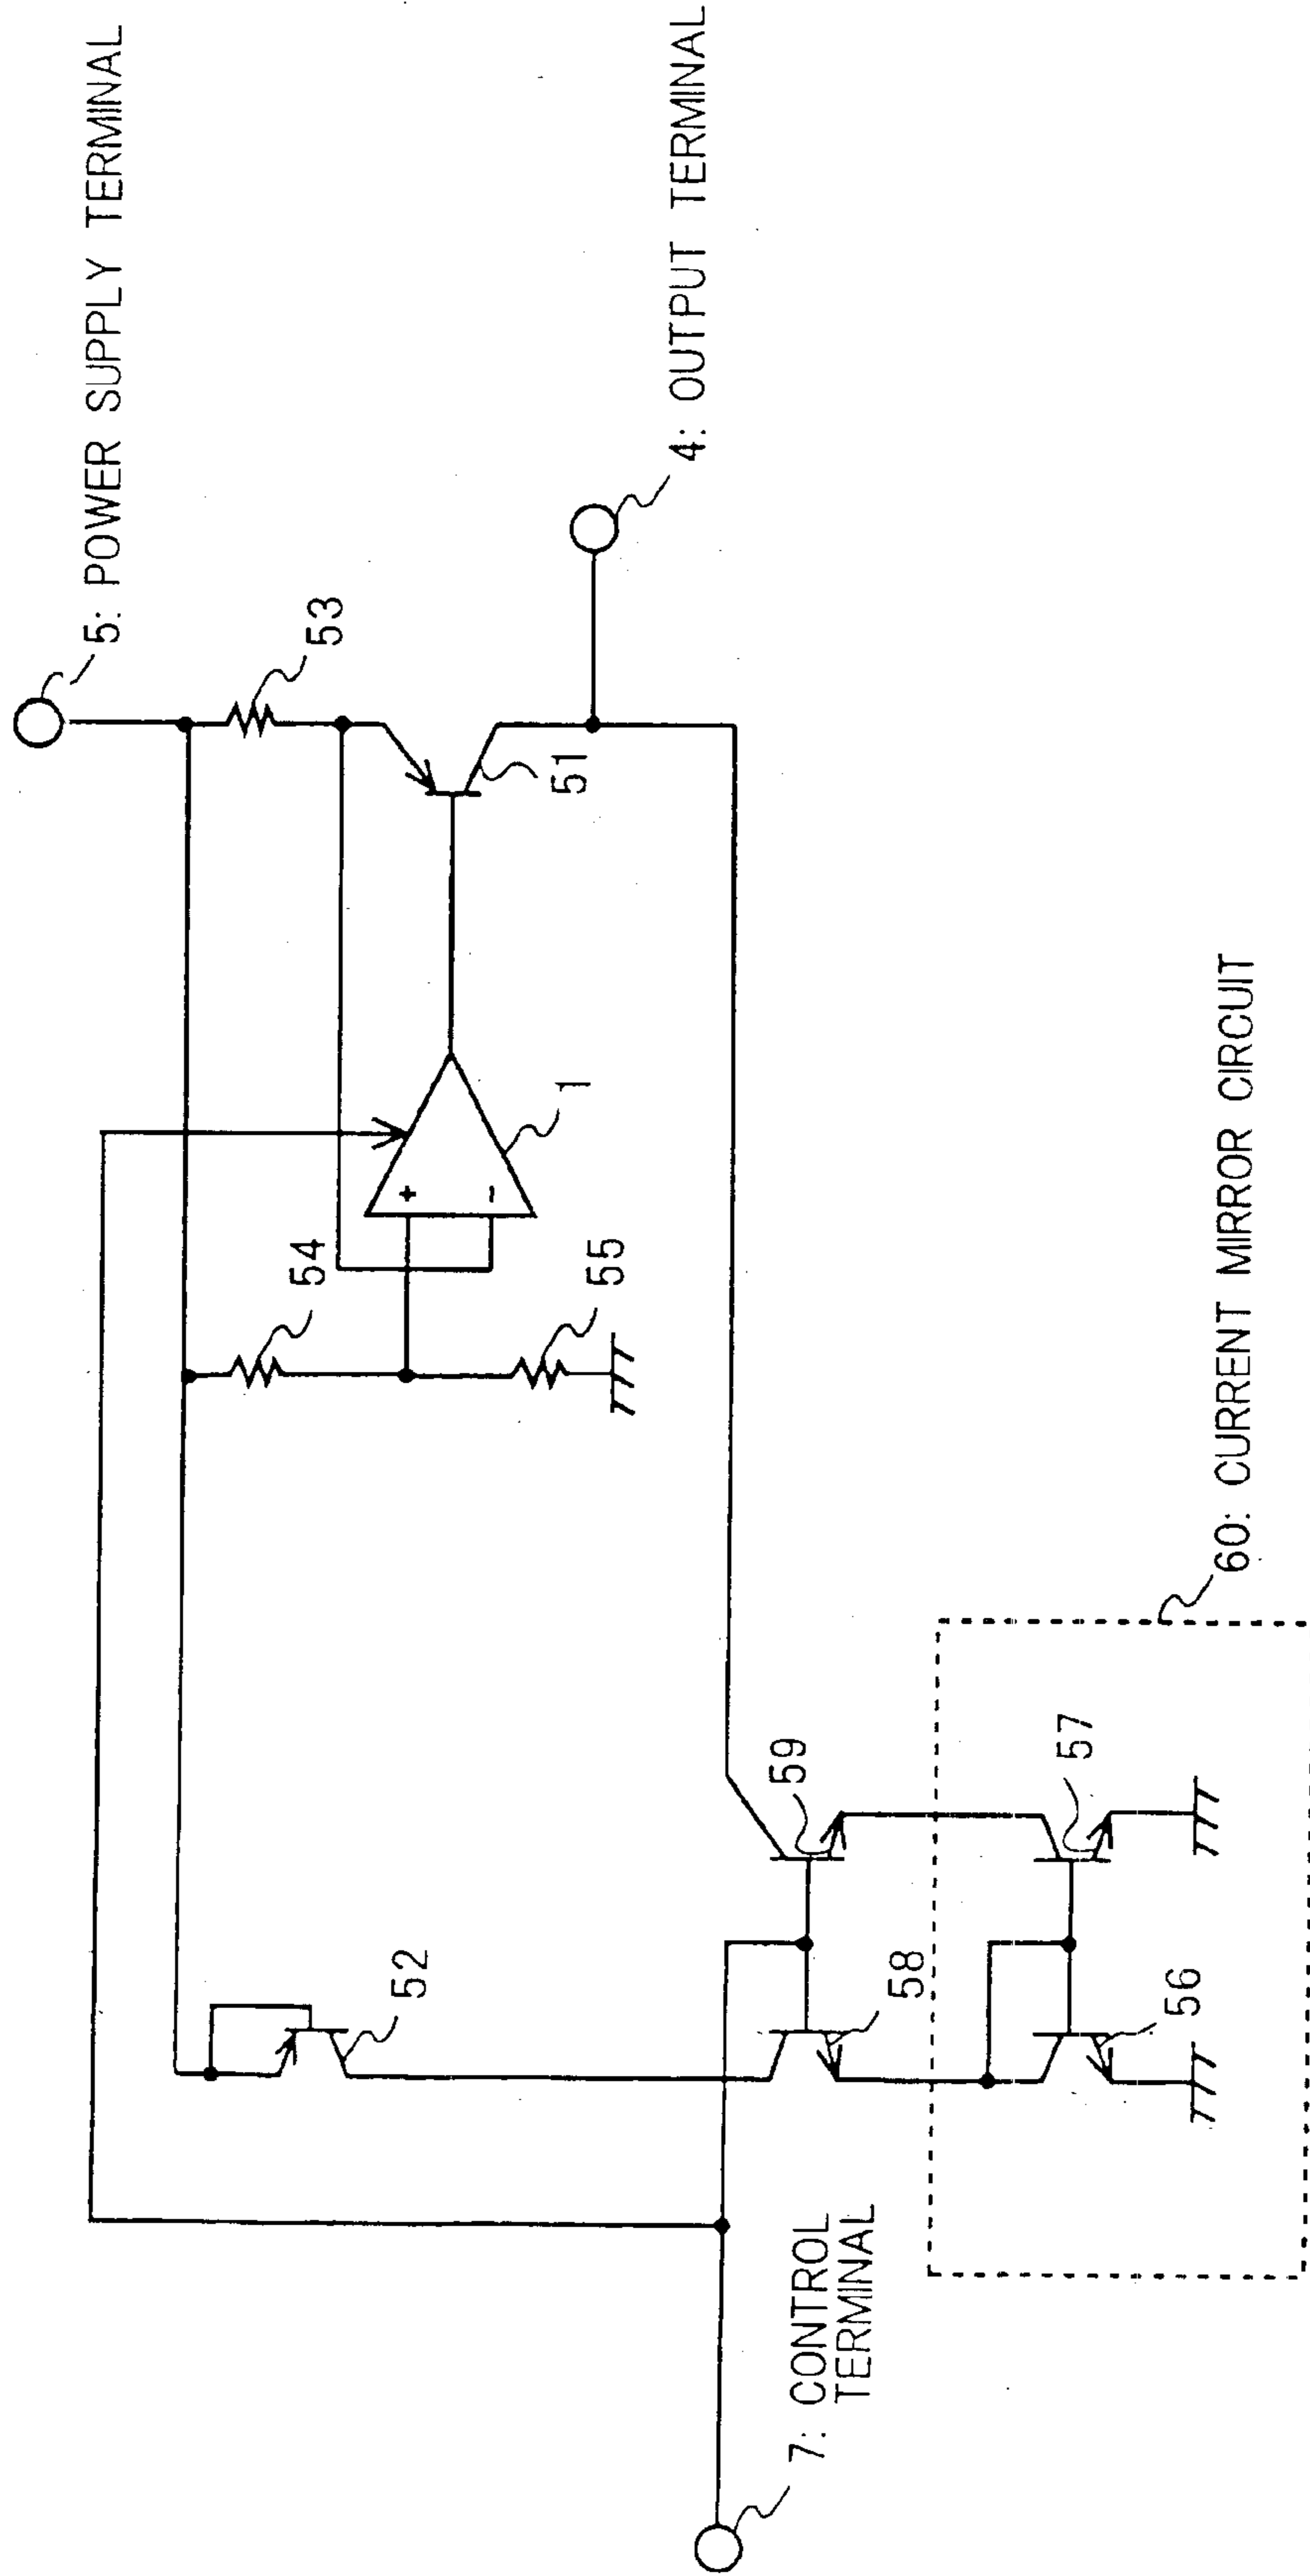 5: POWER SUPPLY TERMINAL
53
51
4: OUTPUT TERMINAL
54
+
-
1
55
52
59
58
57
56
7: CONTROL
TERMINAL
60: CURRENT MIRROR CIRCUIT